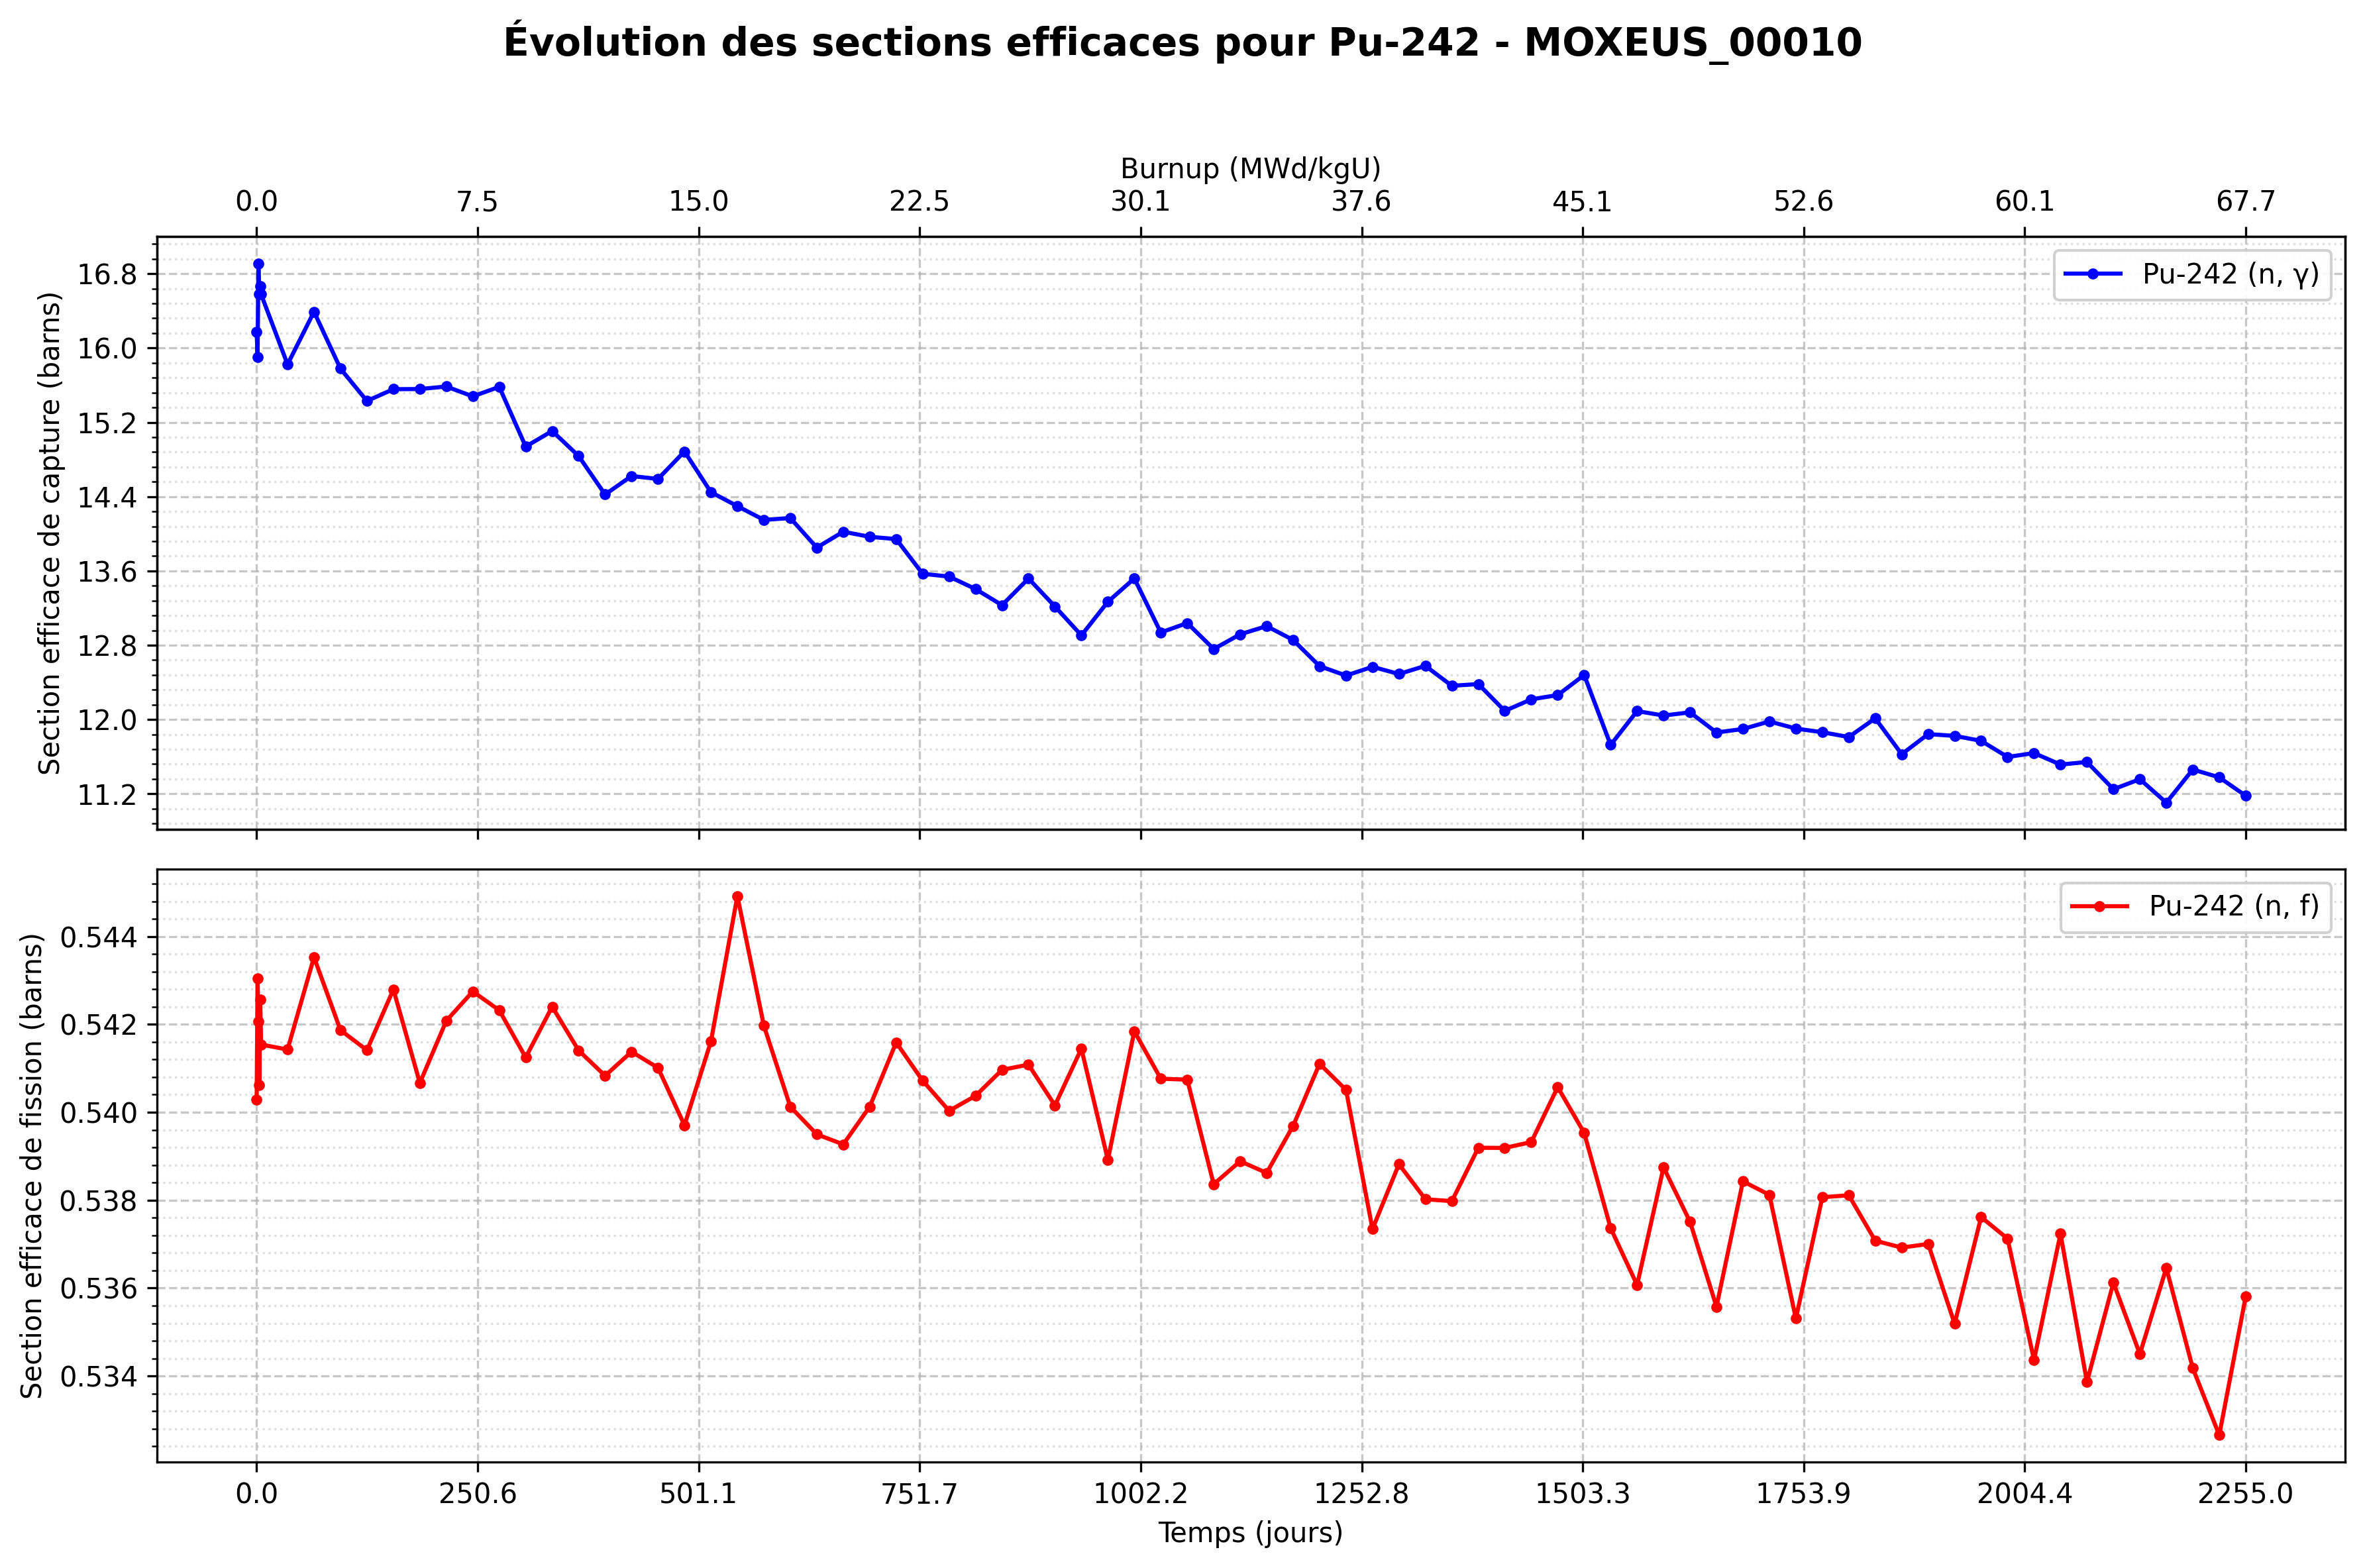 Évolution des sections efficaces pour Pu-242 - MOXEUS_00010
Burnup (MWd/kgU)
0.0 7.5 15.0 22.5 30.1 37.6 45.1 52.6 60.1 67.7
Section efficace de capture (barns)
16.8
16.0
15.2
14.4
13.6
12.8
12.0
11.2
Pu-242 (n, γ)
Section efficace de fission (barns)
0.544
0.542
0.540
0.538
0.536
0.534
Pu-242 (n, f)
0.0 250.6 501.1 751.7 1002.2 1252.8 1503.3 1753.9 2004.4 2255.0
Temps (jours)